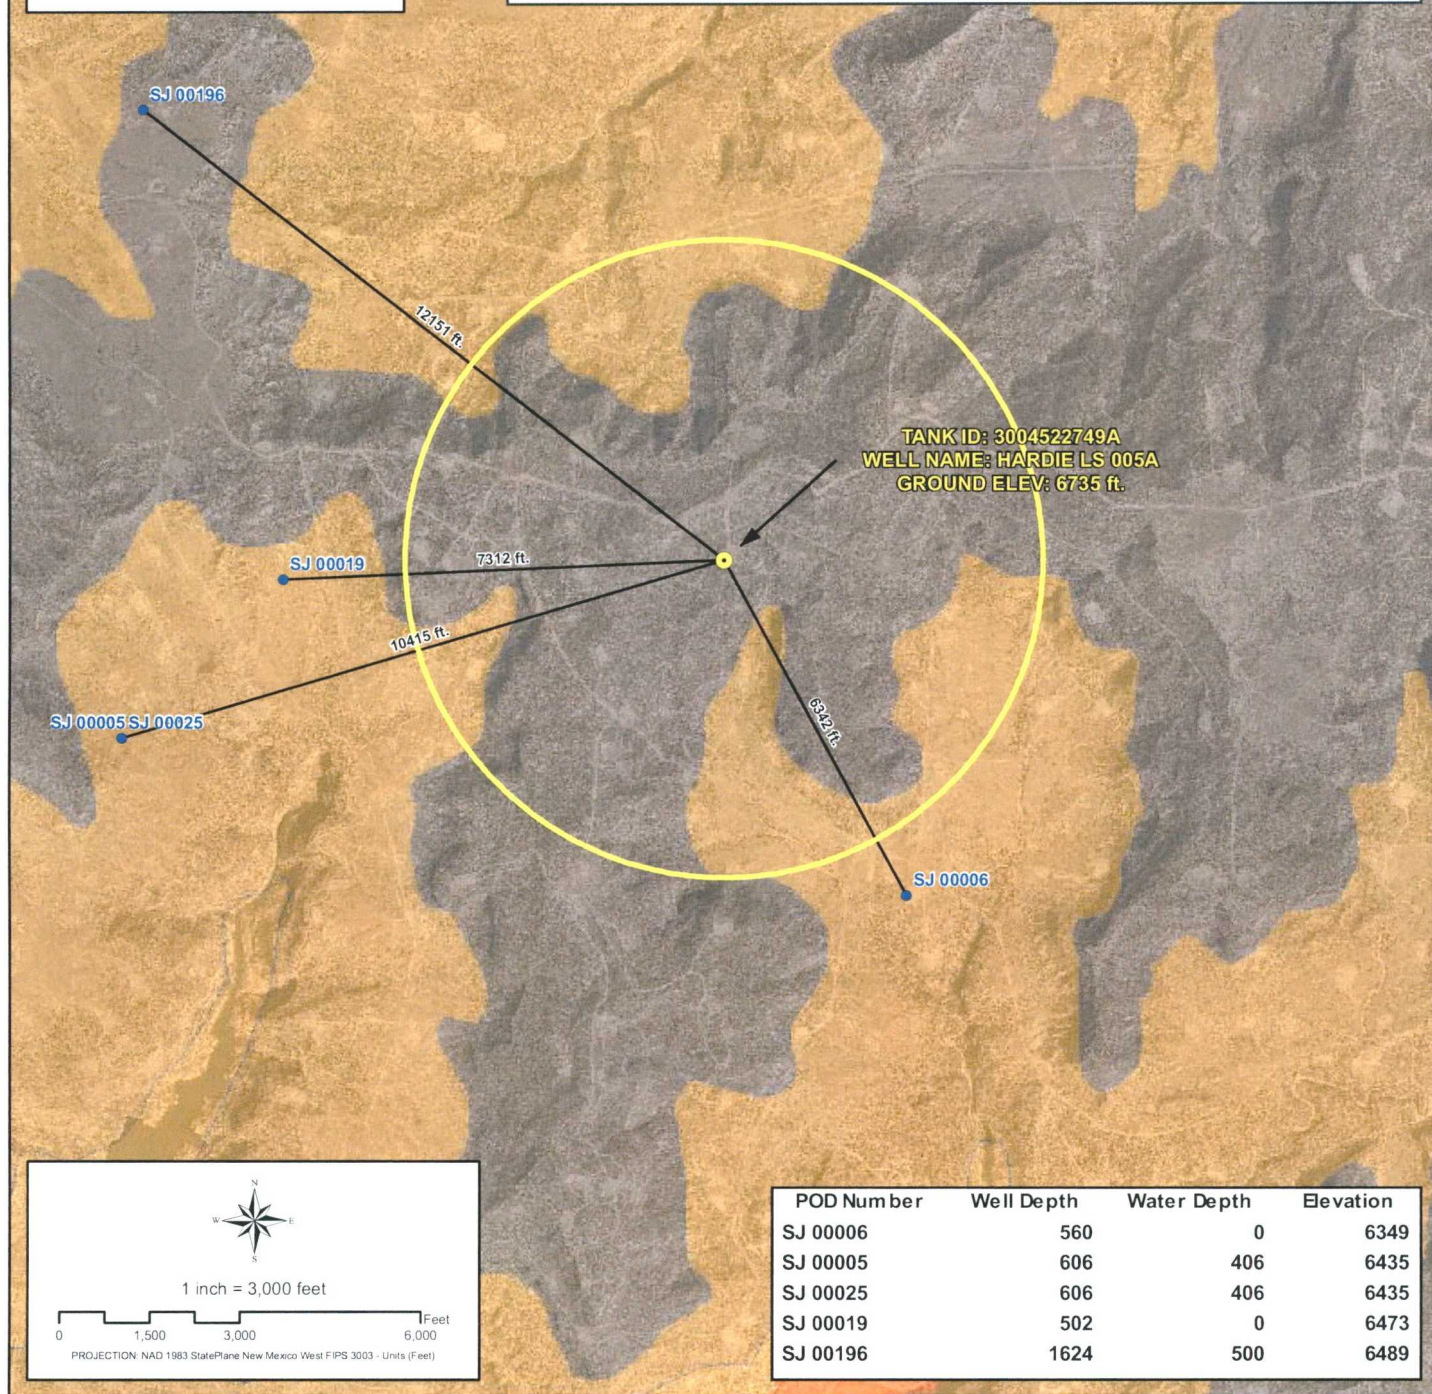 SJ 00196
12151 ft.
TANK ID: 3004522749A
WELL NAME: HARDIE LS 005A
GROUND ELEV: 6735 ft.
SJ 00019
7312 ft.
10415 ft.
SJ 00005 SJ 00025
6342 ft.
SJ 00006
N
W E
S
1 inch = 3,000 feet
Feet
0 1,500 3,000 6,000
PROJECTION: NAD 1983 StatePlane New Mexico West FIPS 3003 - Units (Feet)
POD Number Well Depth Water Depth Elevation
SJ 00006 560 0 6349
SJ 00005 606 406 6435
SJ 00025 606 406 6435
SJ 00019 502 0 6473
SJ 00196 1624 500 6489